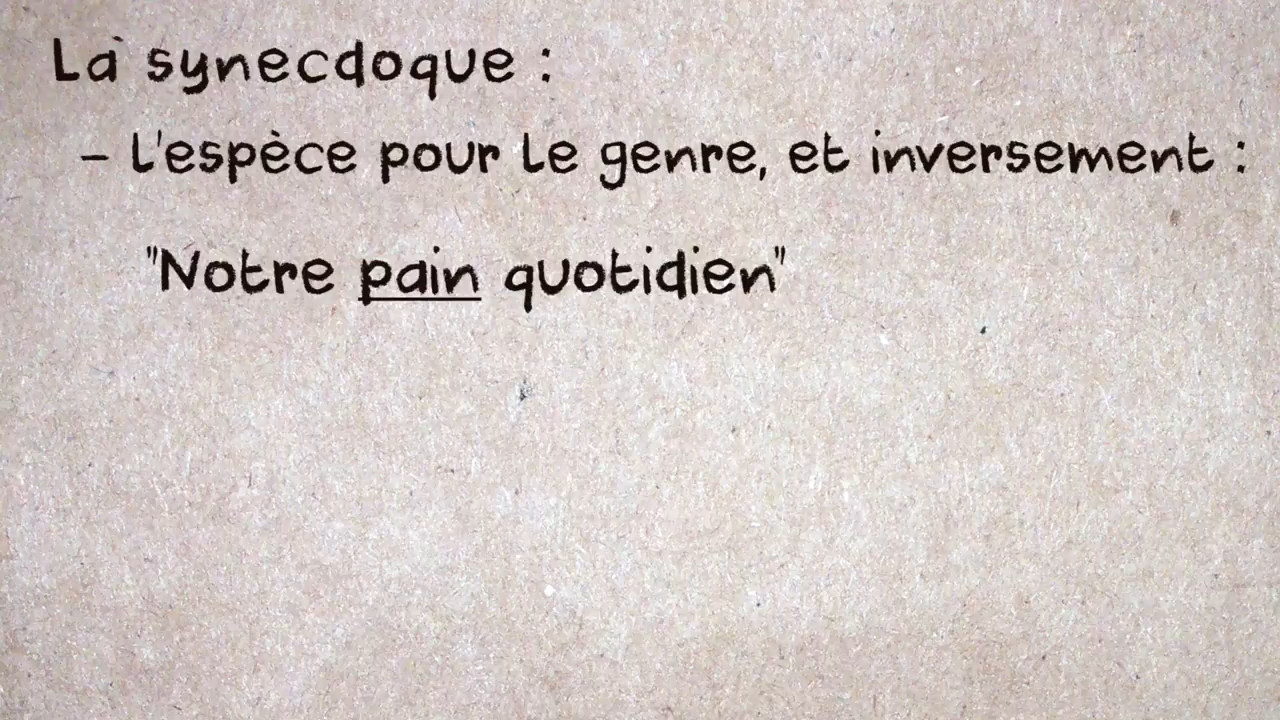 La synecdoque :
- L'espèce pour le genre, et inversement :
"Notre pain quotidien"